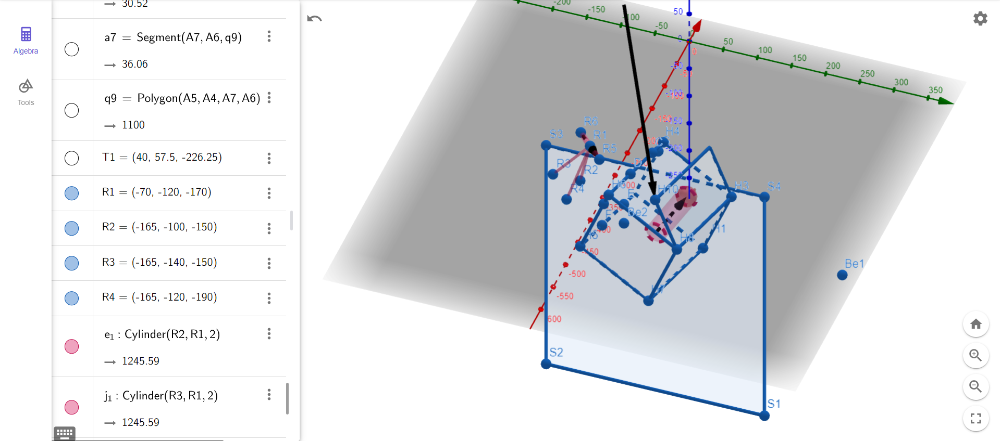 Algebra
Tools
→ 30.52
a7 = Segment(A7, A6, q9)
→ 36.06
q9 = Polygon(A5, A4, A7, A6)
→ 1100
T1 = (40, 57.5, -226.25)
R1 = (-70, -120, -170)
R2 = (-165, -100, -150)
R3 = (-165, -140, -150)
R4 = (-165, -120, -190)
e₁ : Cylinder(R2, R1, 2)
→ 1245.59
j₁ : Cylinder(R3, R1, 2)
→ 1245.59
-200
-150
-100
-50
0
50
100
150
200
250
300
350
50
0
-50
-100
-150
-200
-250
0
-50
-100
-150
-350
-400
-450
-500
-550
600
R6
R1
R5
S3
R3
R2
R4
H4
D
H10
H3
S4
E
Be2
F
H1
H8
Be1
S2
S1